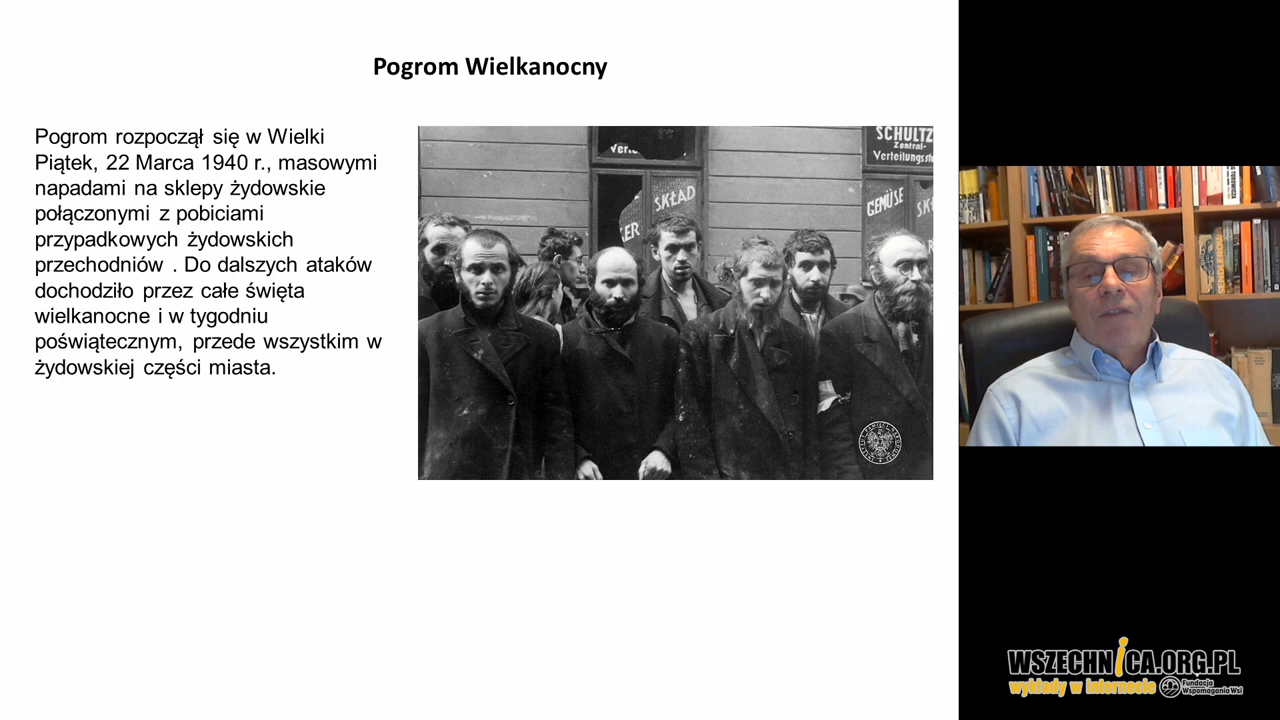 Pogrom Wielkanocny
Pogrom rozpoczął się w Wielki
Piątek, 22 Marca 1940 r., masowymi
napadami na sklepy żydowskie
połączonymi z pobiciami
przypadkowych żydowskich
przechodniów . Do dalszych ataków
dochodziło przez całe święta
wielkanocne i w tygodniu
poświątecznym, przede wszystkim w
żydowskiej części miasta.
SKŁAD
SCHULTZ
Zentral-
GEMÜSE
WSZECHNICA.ORG.PL
wykłady w internecie
Fundacja
Wspomagania Wsi